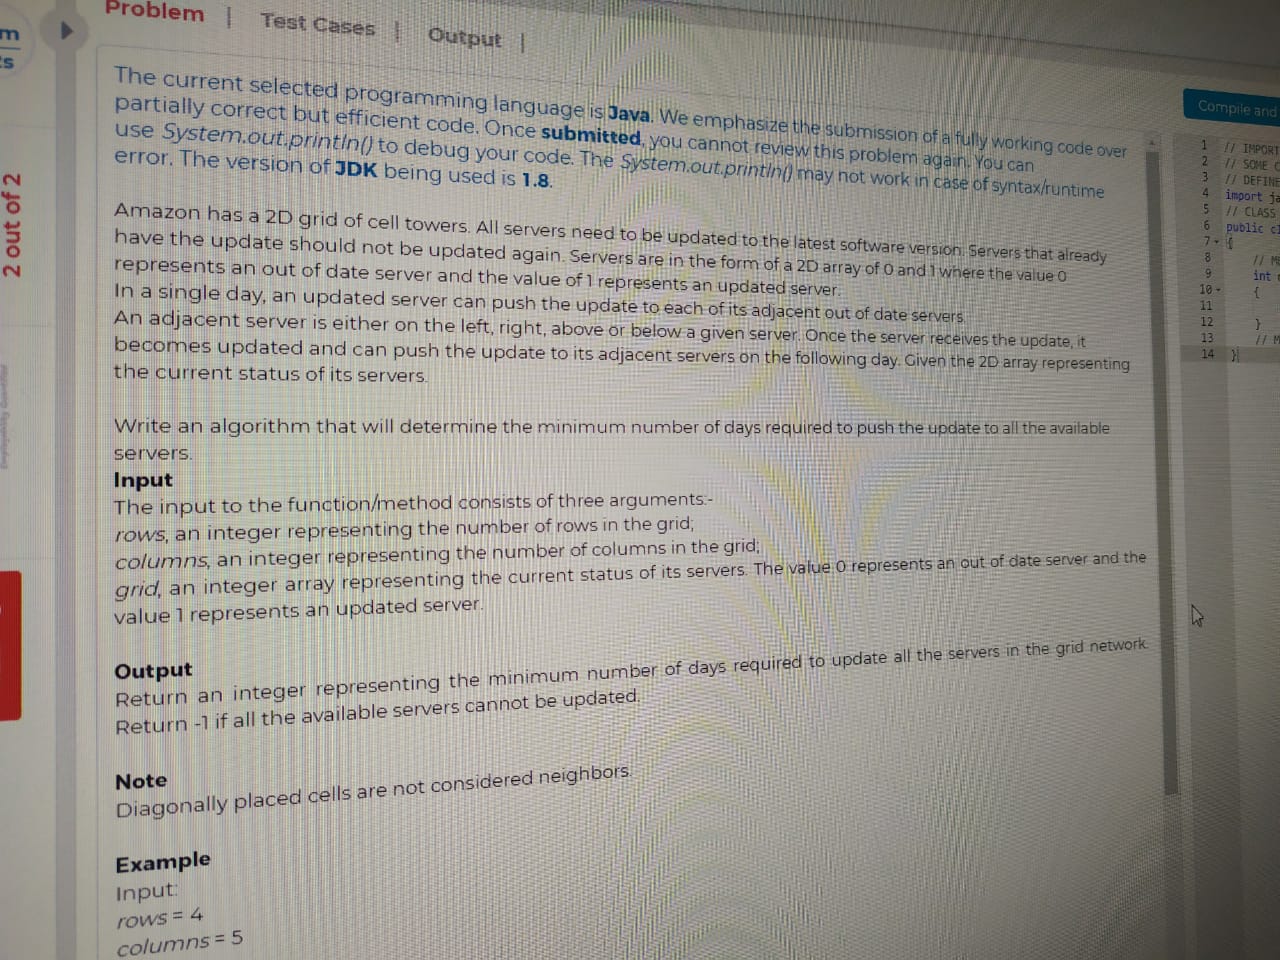 Problem | Test Cases | Output |
m
s
2 out of 2
The current selected programming language is Java. We emphasize the submission of a fully working code over
partially correct but efficient code. Once submitted, you cannot review this problem again. You can
use System.out.println() to debug your code. The System.out.println() may not work in case of syntax/runtime
error. The version of JDK being used is 1.8.
Amazon has a 2D grid of cell towers. All servers need to be updated to the latest software version. Servers that already
have the update should not be updated again. Servers are in the form of a 2D array of 0 and 1 where the value 0
represents an out of date server and the value of 1 represents an updated server.
In a single day, an updated server can push the update to each of its adjacent out of date servers.
An adjacent server is either on the left, right, above or below a given server. Once the server receives the update, it
becomes updated and can push the update to its adjacent servers on the following day. Given the 2D array representing
the current status of its servers.
Write an algorithm that will determine the minimum number of days required to push the update to all the available
servers.
Input
The input to the function/method consists of three arguments:-
rows, an integer representing the number of rows in the grid;
columns, an integer representing the number of columns in the grid;
grid, an integer array representing the current status of its servers. The value 0 represents an out of date server and the
value 1 represents an updated server.
Output
Return an integer representing the minimum number of days required to update all the servers in the grid network.
Return -1 if all the available servers cannot be updated.
Note
Diagonally placed cells are not considered neighbors.
Example
Input:
rows = 4
columns = 5
Compile and
1 // IMPORT
2 // SOME C
3 // DEFINE
4 import ja
5 // CLASS
6 public cl
7 {
8 // ME
9 int
10 {
11
12 }
13 // M
14 }